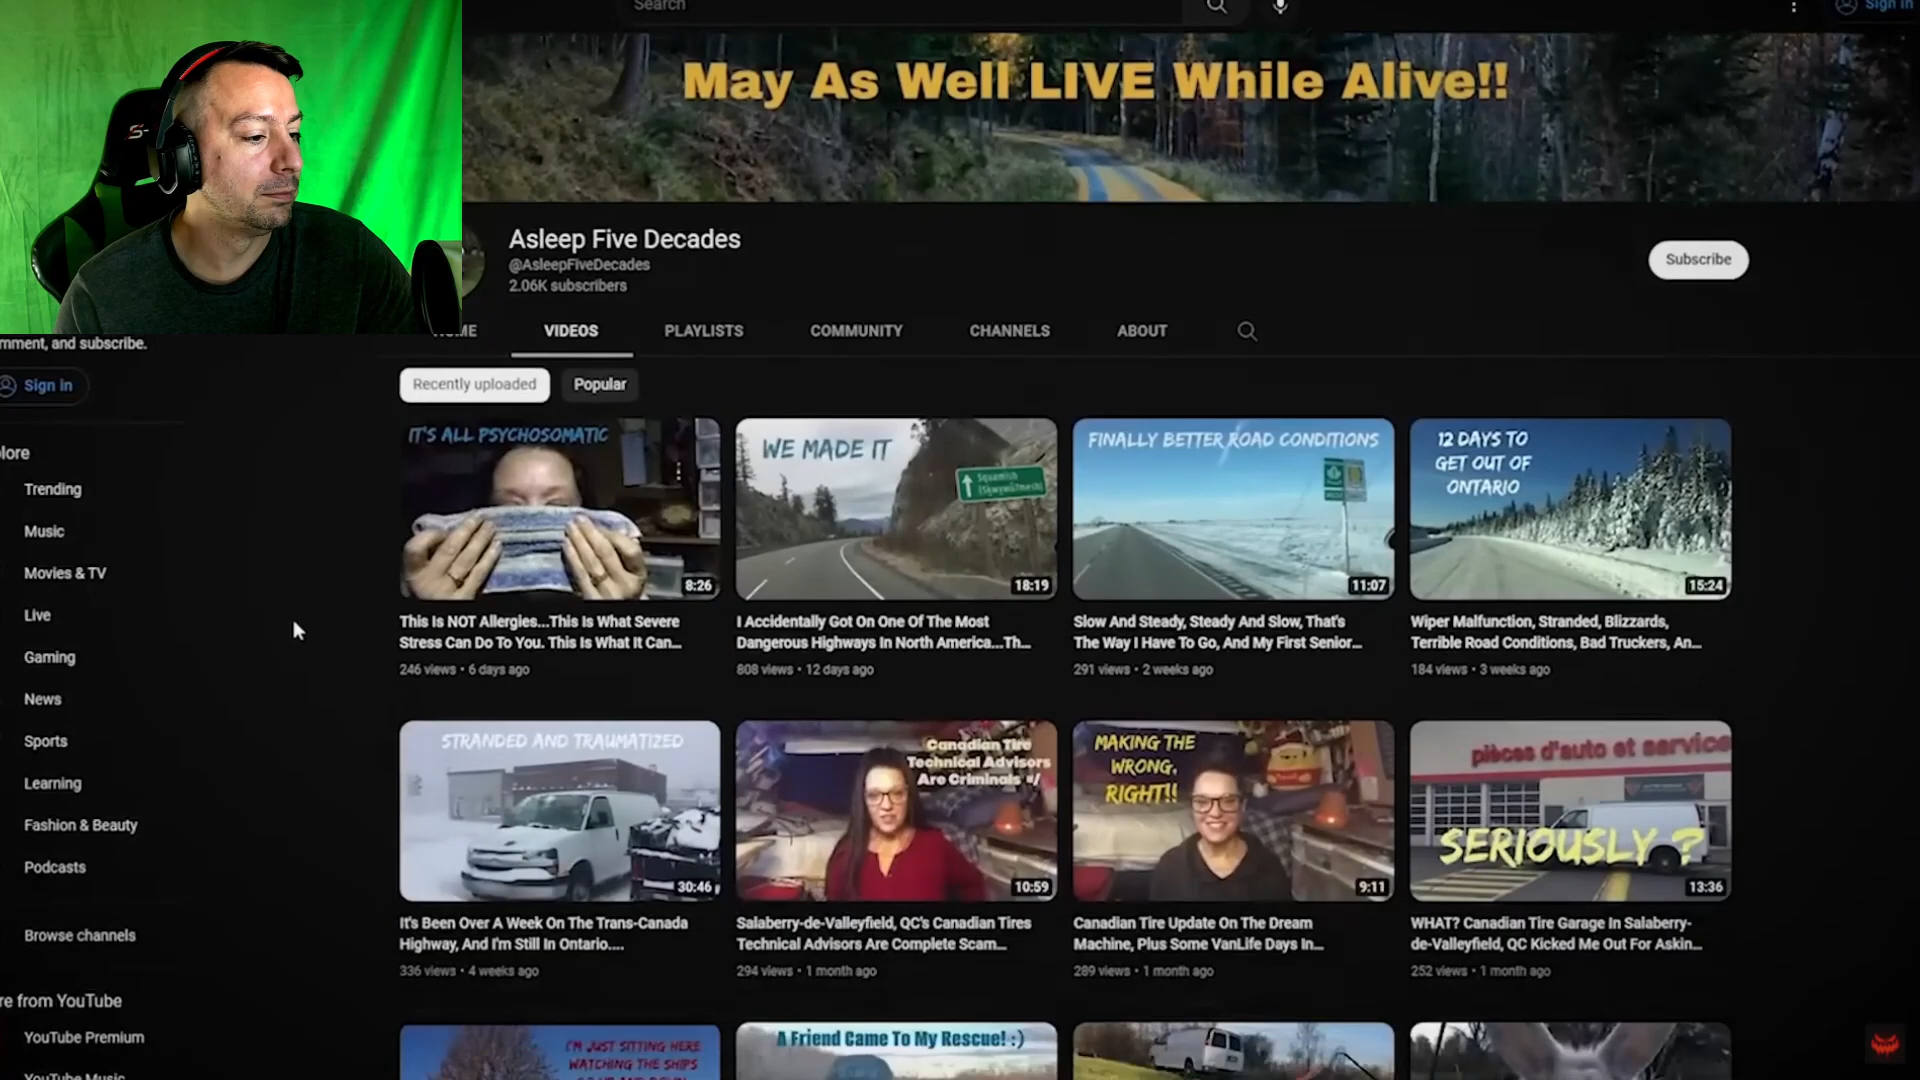 Search
Sign in
May As Well LIVE While Alive!!
Asleep Five Decades
@AsleepFiveDecades
2.06K subscribers
Subscribe
VIDEOS
PLAYLISTS
COMMUNITY
CHANNELS
ABOUT
mment, and subscribe.
Sign in
Recently uploaded
Popular
lore
Trending
Music
Movies & TV
Live
Gaming
News
Sports
Learning
Fashion & Beauty
Podcasts
Browse channels
re from YouTube
YouTube Premium
YouTube Music
IT'S ALL PSYCHOSOMATIC
8:26
This Is NOT Allergies...This Is What Severe
Stress Can Do To You. This Is What It Can...
246 views • 6 days ago
WE MADE IT
Squamish
18:19
I Accidentally Got On One Of The Most
Dangerous Highways In North America...Th...
808 views • 12 days ago
FINALLY BETTER ROAD CONDITIONS
11:07
Slow And Steady, Steady And Slow, That's
The Way I Have To Go, And My First Senior...
291 views • 2 weeks ago
12 DAYS TO
GET OUT OF
ONTARIO
15:24
Wiper Malfunction, Stranded, Blizzards,
Terrible Road Conditions, Bad Truckers, An...
184 views • 3 weeks ago
STRANDED AND TRAUMATIZED
30:46
It's Been Over A Week On The Trans-Canada
Highway, And I'm Still In Ontario....
336 views • 4 weeks ago
Canadian Tire
Technical Advisors
Are Criminals =/
10:59
Salaberry-de-Valleyfield, QC's Canadian Tires
Technical Advisors Are Complete Scam...
294 views • 1 month ago
MAKING THE
WRONG,
RIGHT!!
9:11
Canadian Tire Update On The Dream
Machine, Plus Some VanLife Days In...
289 views • 1 month ago
pièces d'auto et service
SERIOUSLY ?
13:36
WHAT? Canadian Tire Garage In Salaberry-
de-Valleyfield, QC Kicked Me Out For Askin...
252 views • 1 month ago
I'M JUST SITTING HERE
WATCHING THE SHIPS
A Friend Came To My Rescue! :)